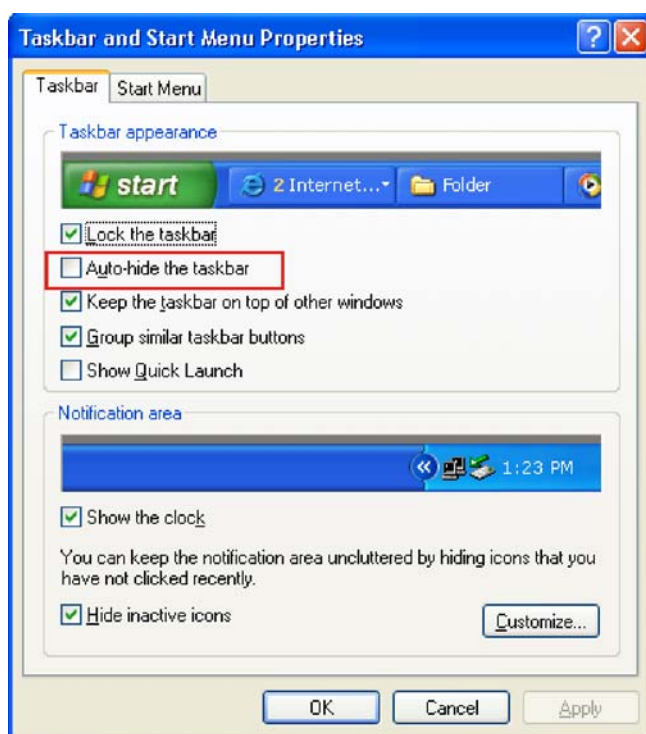 Taskbar and Start Menu Properties
Taskbar Start Menu
Taskbar appearance
start 2 Internet... Folder
Lock the taskbar
Auto-hide the taskbar
Keep the taskbar on top of other windows
Group similar taskbar buttons
Show Quick Launch
Notification area
1:23 PM
Show the clock
You can keep the notification area uncluttered by hiding icons that you
have not clicked recently.
Hide inactive icons Customize...
OK Cancel Apply